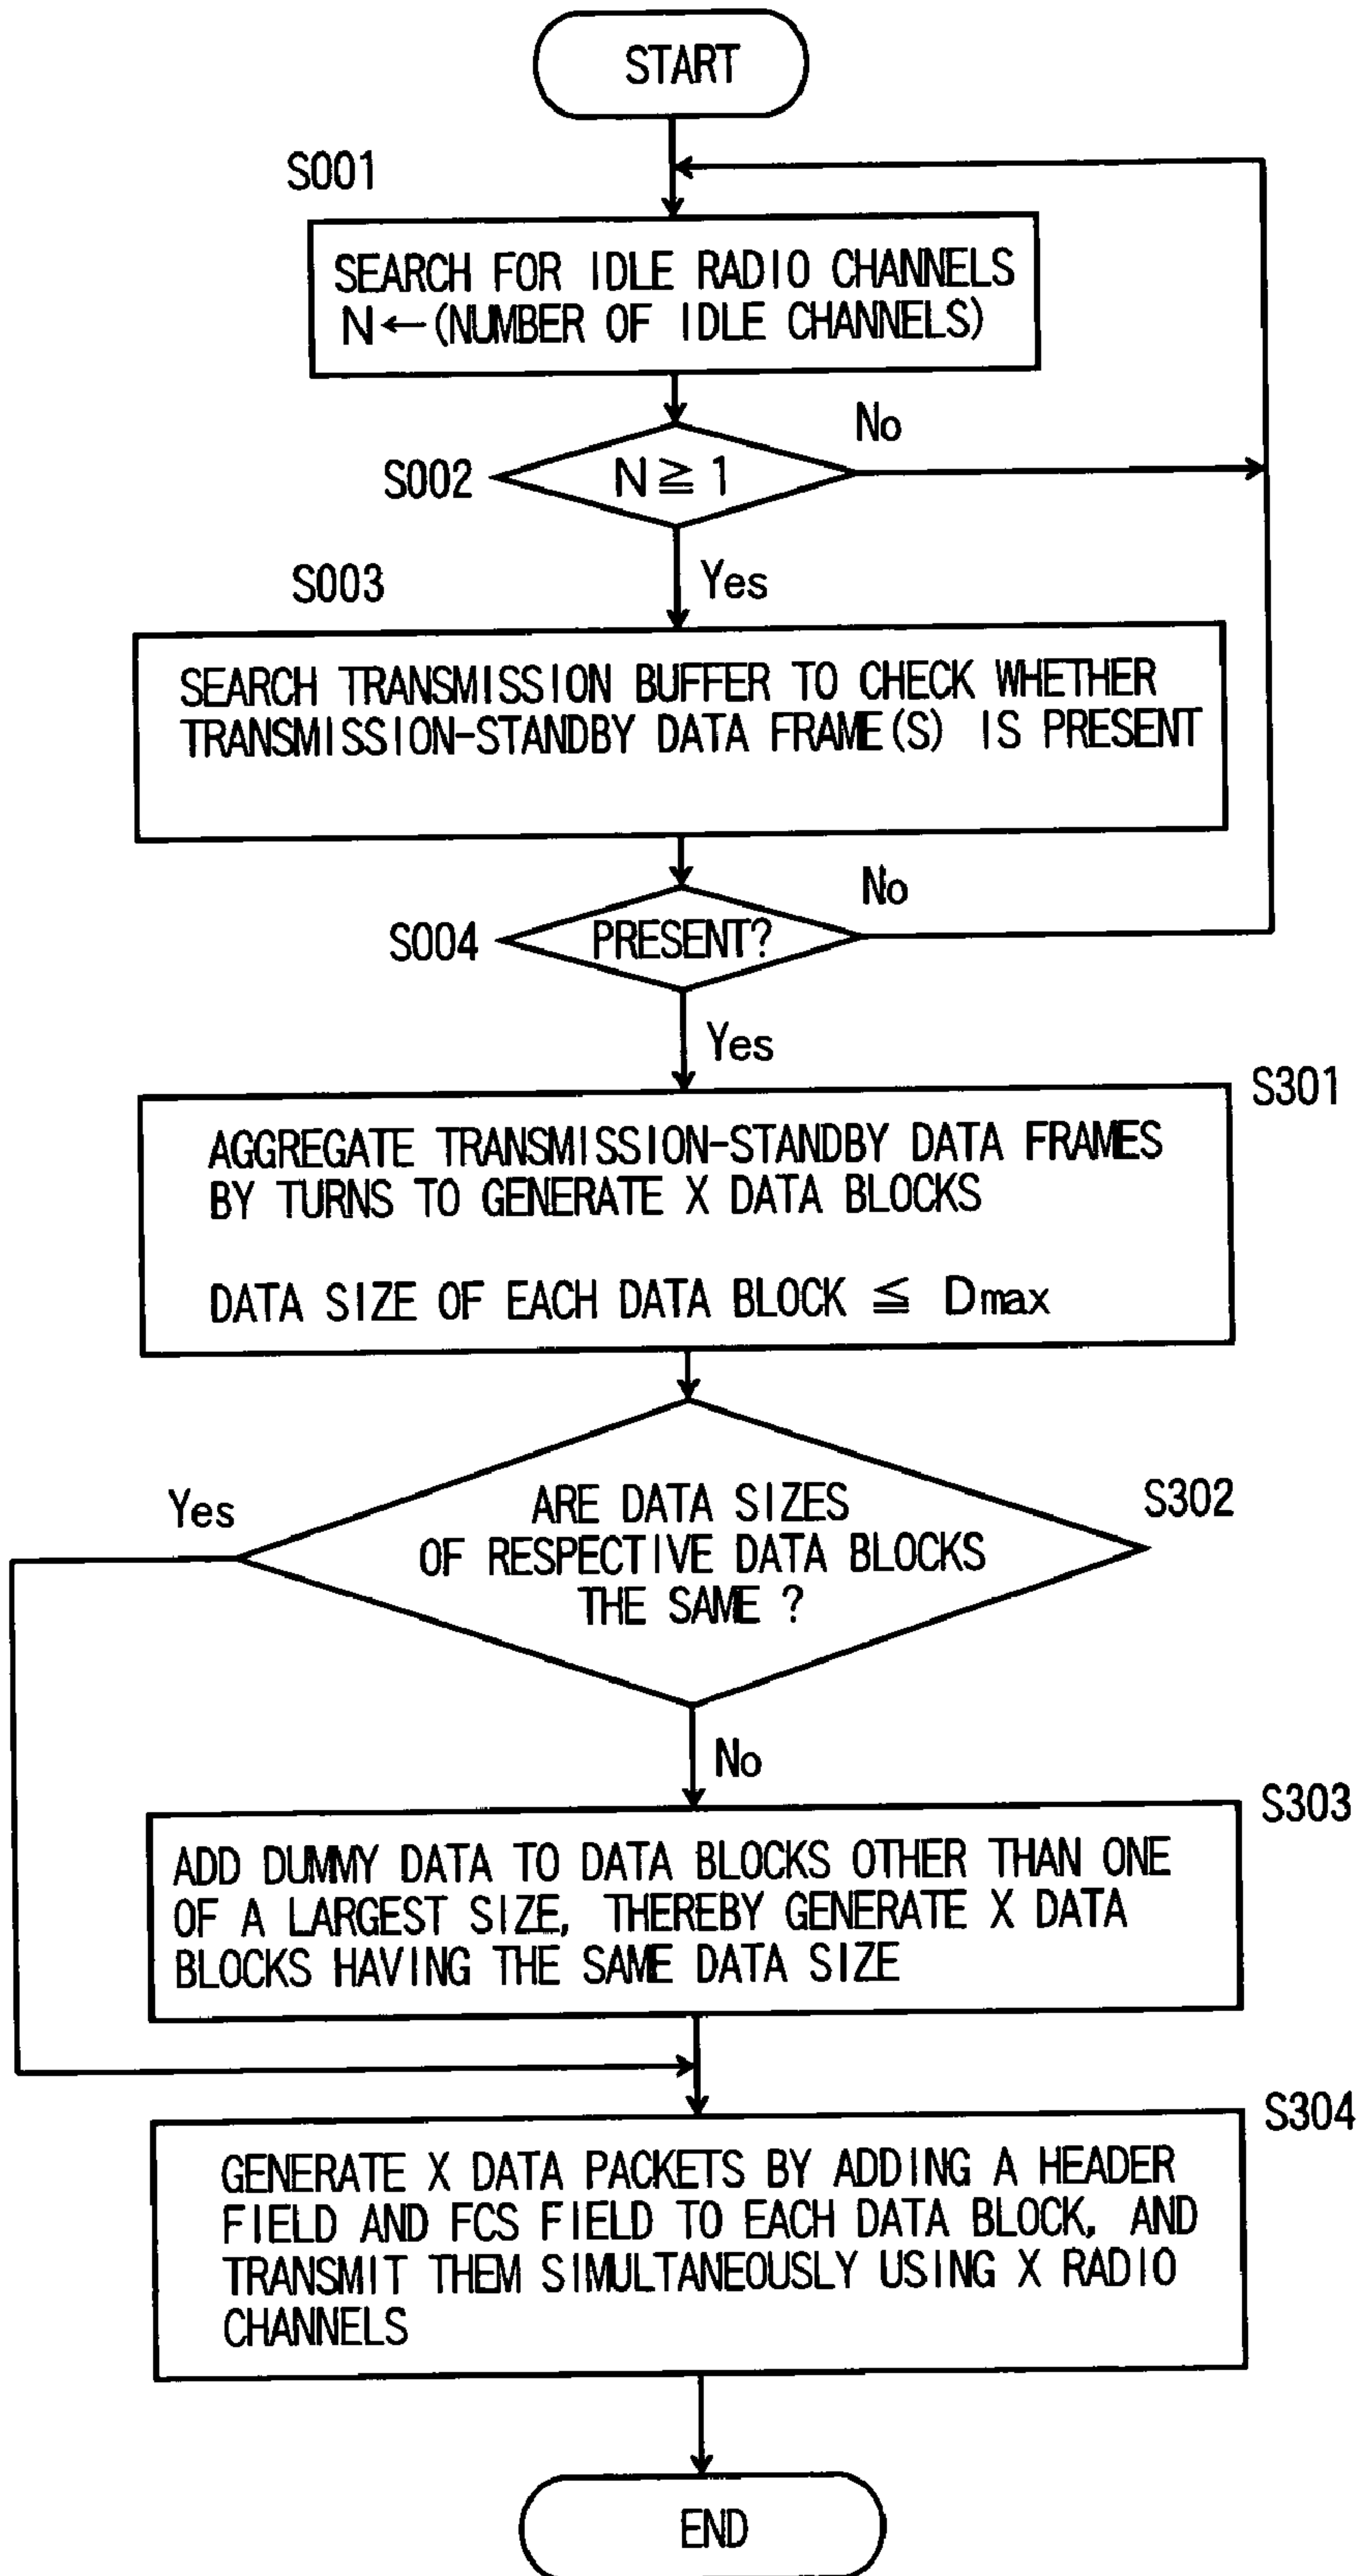 START
S001
SEARCH FOR IDLE RADIO CHANNELS
N←(NUMBER OF IDLE CHANNELS)
No
S002
N≧1
Yes
S003
SEARCH TRANSMISSION BUFFER TO CHECK WHETHER
TRANSMISSION-STANDBY DATA FRAME(S) IS PRESENT
No
S004
PRESENT?
Yes
S301
AGGREGATE TRANSMISSION-STANDBY DATA FRAMES
BY TURNS TO GENERATE X DATA BLOCKS
DATA SIZE OF EACH DATA BLOCK ≦ Dmax
Yes
S302
ARE DATA SIZES
OF RESPECTIVE DATA BLOCKS
THE SAME ?
No
S303
ADD DUMMY DATA TO DATA BLOCKS OTHER THAN ONE
OF A LARGEST SIZE, THEREBY GENERATE X DATA
BLOCKS HAVING THE SAME DATA SIZE
S304
GENERATE X DATA PACKETS BY ADDING A HEADER
FIELD AND FCS FIELD TO EACH DATA BLOCK, AND
TRANSMIT THEM SIMULTANEOUSLY USING X RADIO
CHANNELS
END